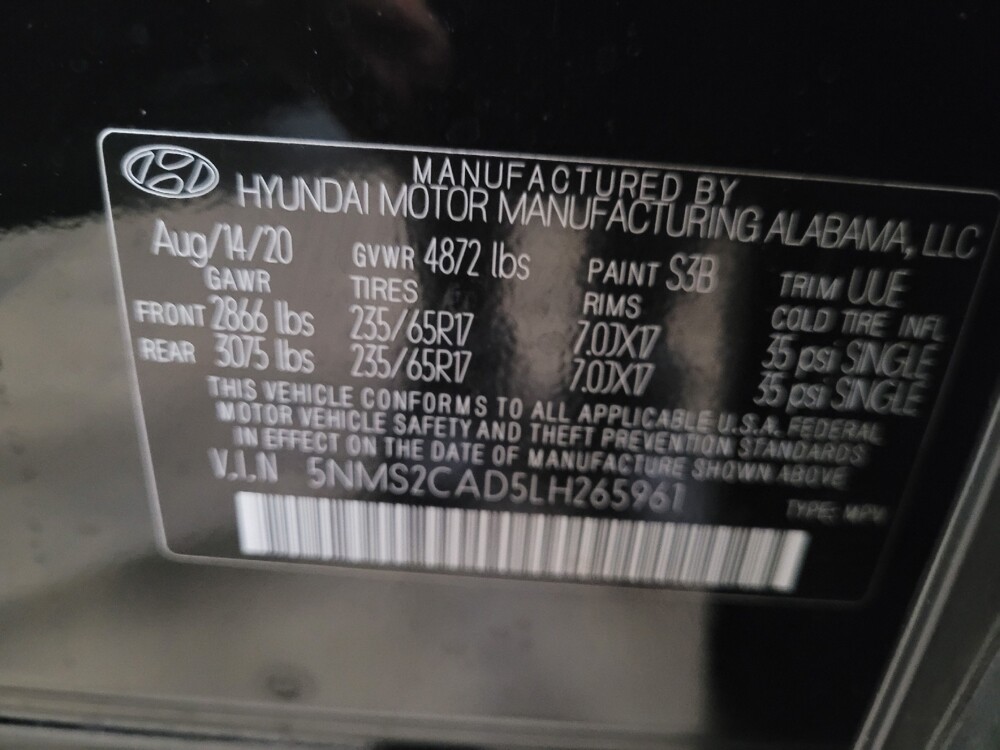 MANUFACTURED BY
HYUNDAI MOTOR MANUFACTURING ALABAMA, LLC
Aug/14/20 GVWR 4872 lbs PAINT S3B TRIM UUE
GAWR TIRES RIMS COLD TIRE INFL
FRONT 2866 lbs 235/65R17 7.0JX17 35 psi SINGLE
REAR 3075 lbs 235/65R17 7.0JX17 35 psi SINGLE
THIS VEHICLE CONFORMS TO ALL APPLICABLE U.S.A. FEDERAL
MOTOR VEHICLE SAFETY AND THEFT PREVENTION STANDARDS
IN EFFECT ON THE DATE OF MANUFACTURE SHOWN ABOVE
V.I.N 5NMS2CAD5LH265961 TYPE: MPV